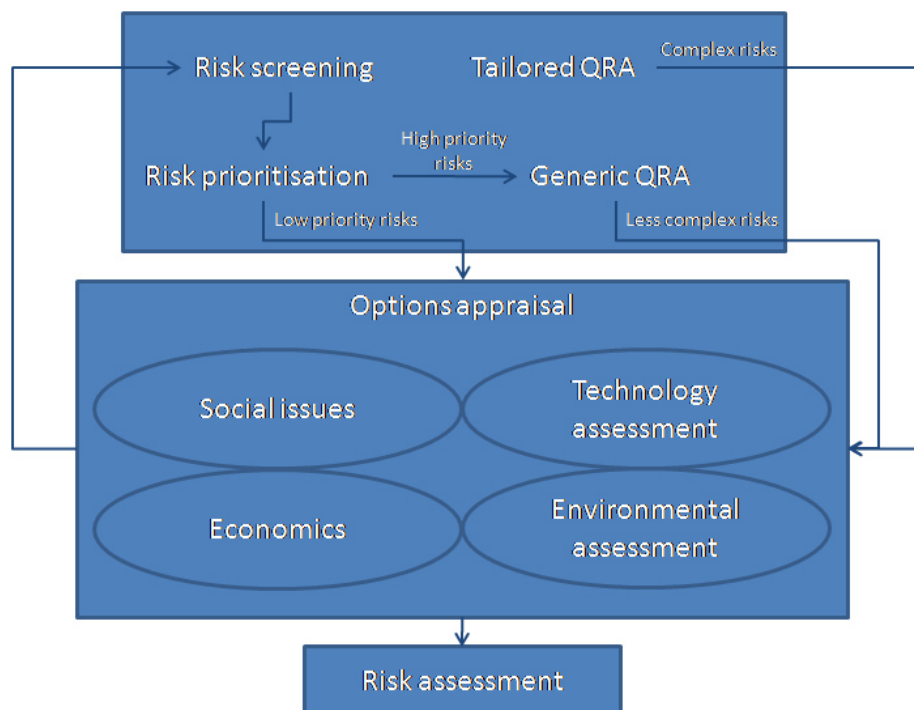 Risk screening
Tailored QRA
Complex risks
Risk prioritisation
High priority
risks
Generic QRA
Low priority risks
Less complex risks
Options appraisal
Social issues
Technology
assessment
Economics
Environmental
assessment
Risk assessment